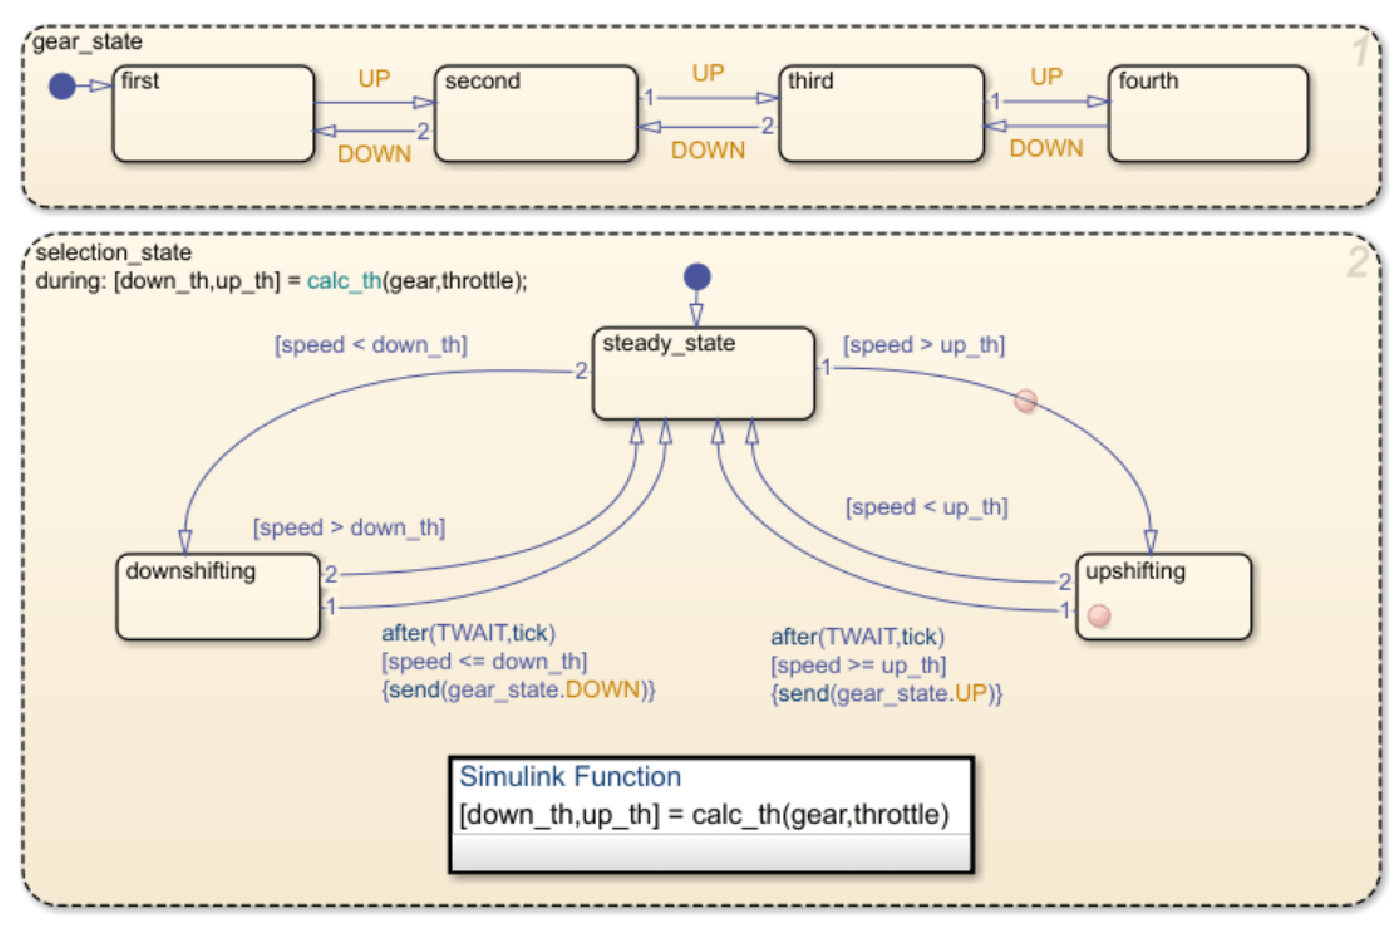 gear_state
1
first
UP
second
1
UP
third
1
UP
fourth
2
DOWN
2
DOWN
DOWN
selection_state
2
during: [down_th,up_th] = calc_th(gear,throttle);
[speed < down_th]
2
steady_state
1
[speed > up_th]
[speed > down_th]
[speed < up_th]
downshifting
2
1
2
1
upshifting
after(TWAIT,tick)
[speed <= down_th]
{send(gear_state.DOWN)}
after(TWAIT,tick)
[speed >= up_th]
{send(gear_state.UP)}
Simulink Function
[down_th,up_th] = calc_th(gear,throttle)